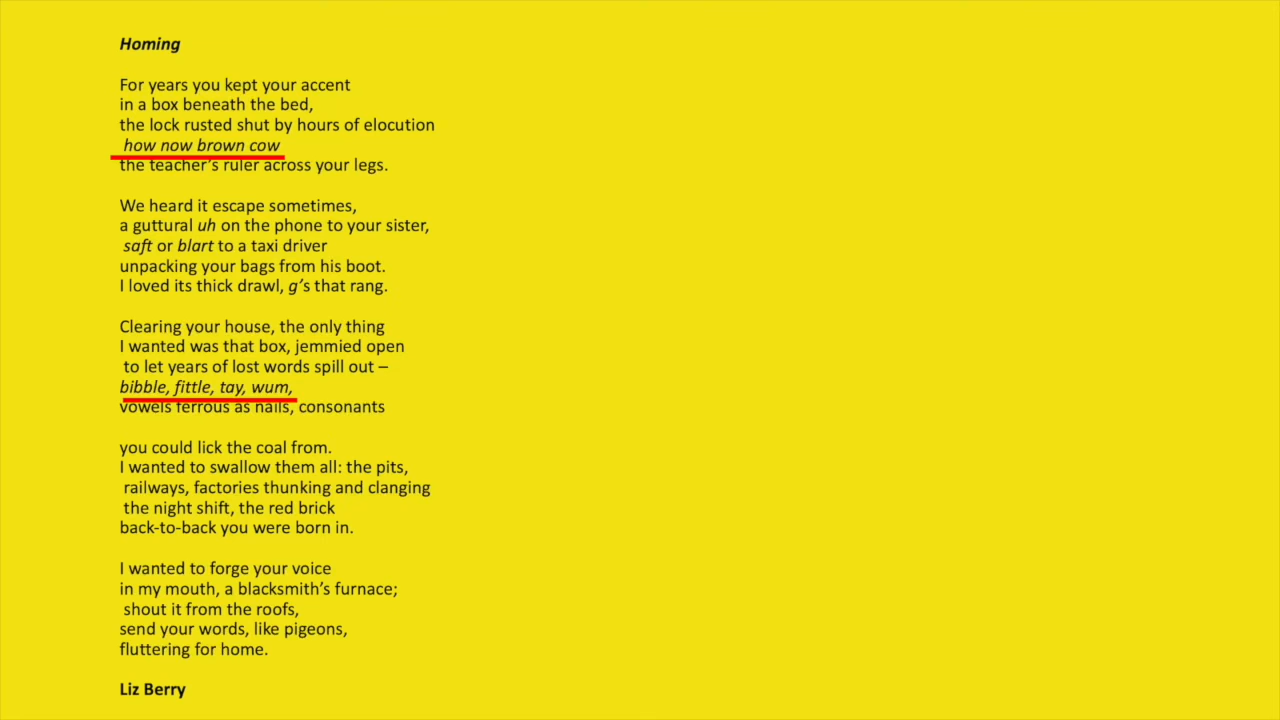 Homing
For years you kept your accent
in a box beneath the bed,
the lock rusted shut by hours of elocution
how now brown cow
the teacher's ruler across your legs.
We heard it escape sometimes,
a guttural uh on the phone to your sister,
saft or blart to a taxi driver
unpacking your bags from his boot.
I loved its thick drawl, g's that rang.
Clearing your house, the only thing
I wanted was that box, jemmied open
to let years of lost words spill out –
bibble, fittle, tay, wum,
vowels ferrous as nails, consonants
you could lick the coal from.
I wanted to swallow them all: the pits,
railways, factories thunking and clanging
the night shift, the red brick
back-to-back you were born in.
I wanted to forge your voice
in my mouth, a blacksmith's furnace;
shout it from the roofs,
send your words, like pigeons,
fluttering for home.
Liz Berry